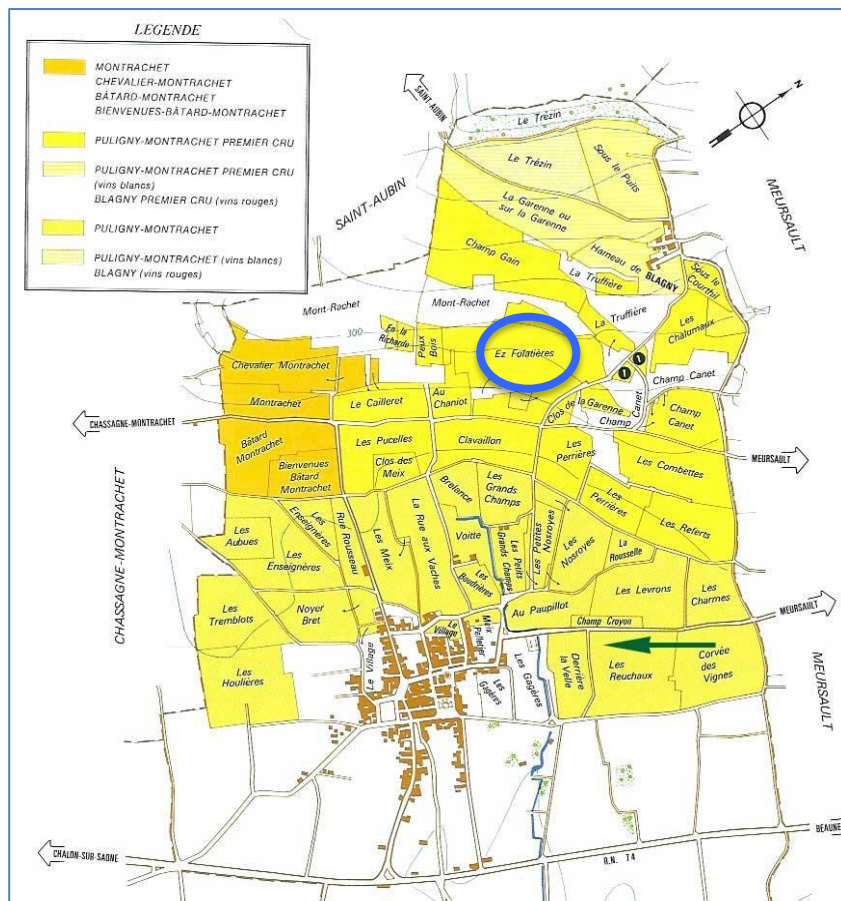 LEGENDE
MONTRACHET
CHEVALIER-MONTRACHET
BÂTARD-MONTRACHET
BIENVENUES-BÂTARD-MONTRACHET
PULIGNY-MONTRACHET PREMIER CRU
PULIGNY-MONTRACHET PREMIER CRU
(vins blancs)
BLAGNY PREMIER CRU (vins rouges)
PULIGNY-MONTRACHET
PULIGNY-MONTRACHET (vins blancs)
BLAGNY (vins rouges)
SAINT-AUBIN
N
Le Trézin
Le Trézin
Sous le Puits
SAINT-AUBIN
MEURSAULT
La Garenne ou
sur la Garenne
Champ Gain
Hameau de
BLAGNY
La Truffière
Sous le
Courthil
Mont-Rachet
Mont-Rachet
La Truffière
Les
Chalumaux
300
En la
Richarde
Peux
Bois
Ez Folatières
1
1
Chevalier Montrachet
Champ Canet
Montrachet
Le Cailleret
Au
Chaniot
Clos de la Garenne
Champ
Canet
Champ
Canet
CHASSAGNE-MONTRACHET
Bâtard
Montrachet
Les Pucelles
Clavaillon
Les
Perrières
MEURSAULT
Bienvenues
Bâtard
Montrachet
Clos des
Meix
Les Combettes
Brelance
Les
Grands
Champs
Les
Perrières
Les Referts
CHASSAGNE-MONTRACHET
Les
Aubues
Les
Enseignères
Rue Rousseau
Les Meix
La Rue aux Vaches
Voitte
Les Petits
Grands Champs
Les Petites
Nosroyes
Les
Nosroyes
La
Rousselle
Les
Enseignères
Les
Boudrières
Les Levrons
Les
Charmes
MEURSAULT
Les
Tremblots
Noyer
Bret
Au Paupillot
Champ Croyon
Le
Village
Meix
Pelletier
Le Village
Les
Houlières
Les
Gagères
Les Gagères
Derrière
la Velle
Les
Reuchaux
Corvée
des
Vignes
MEURSAULT
BEAUNE
CHALON-SUR-SAONE
R.N. 74